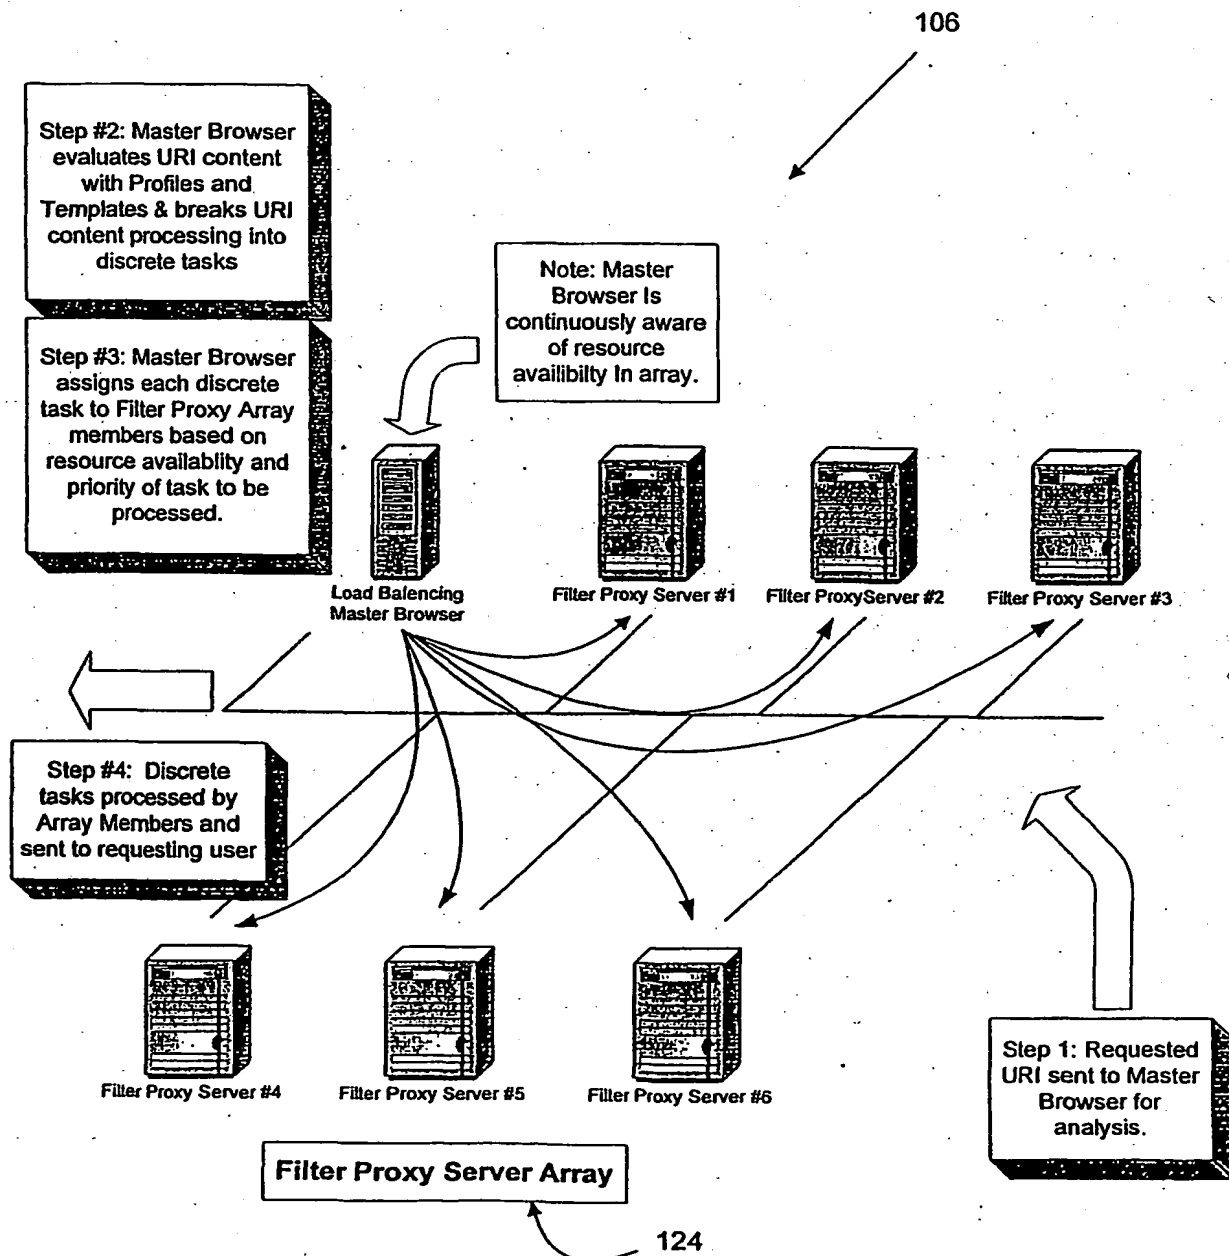 106
Step #2: Master Browser
evaluates URI content
with Profiles and
Templates & breaks URI
content processing into
discrete tasks
Note: Master
Browser Is
continuously aware
of resource
availibilty In array.
Step #3: Master Browser
assigns each discrete
task to Filter Proxy Array
members based on
resource availablity and
priority of task to be
processed.
Load Balencing
Master Browser
Filter Proxy Server #1
Filter ProxyServer #2
Filter Proxy Server #3
Step #4: Discrete
tasks processed by
Array Members and
sent to requesting user
Filter Proxy Server #4
Filter Proxy Server #5
Filter Proxy Server #6
Step 1: Requested
URI sent to Master
Browser for
analysis.
Filter Proxy Server Array
124